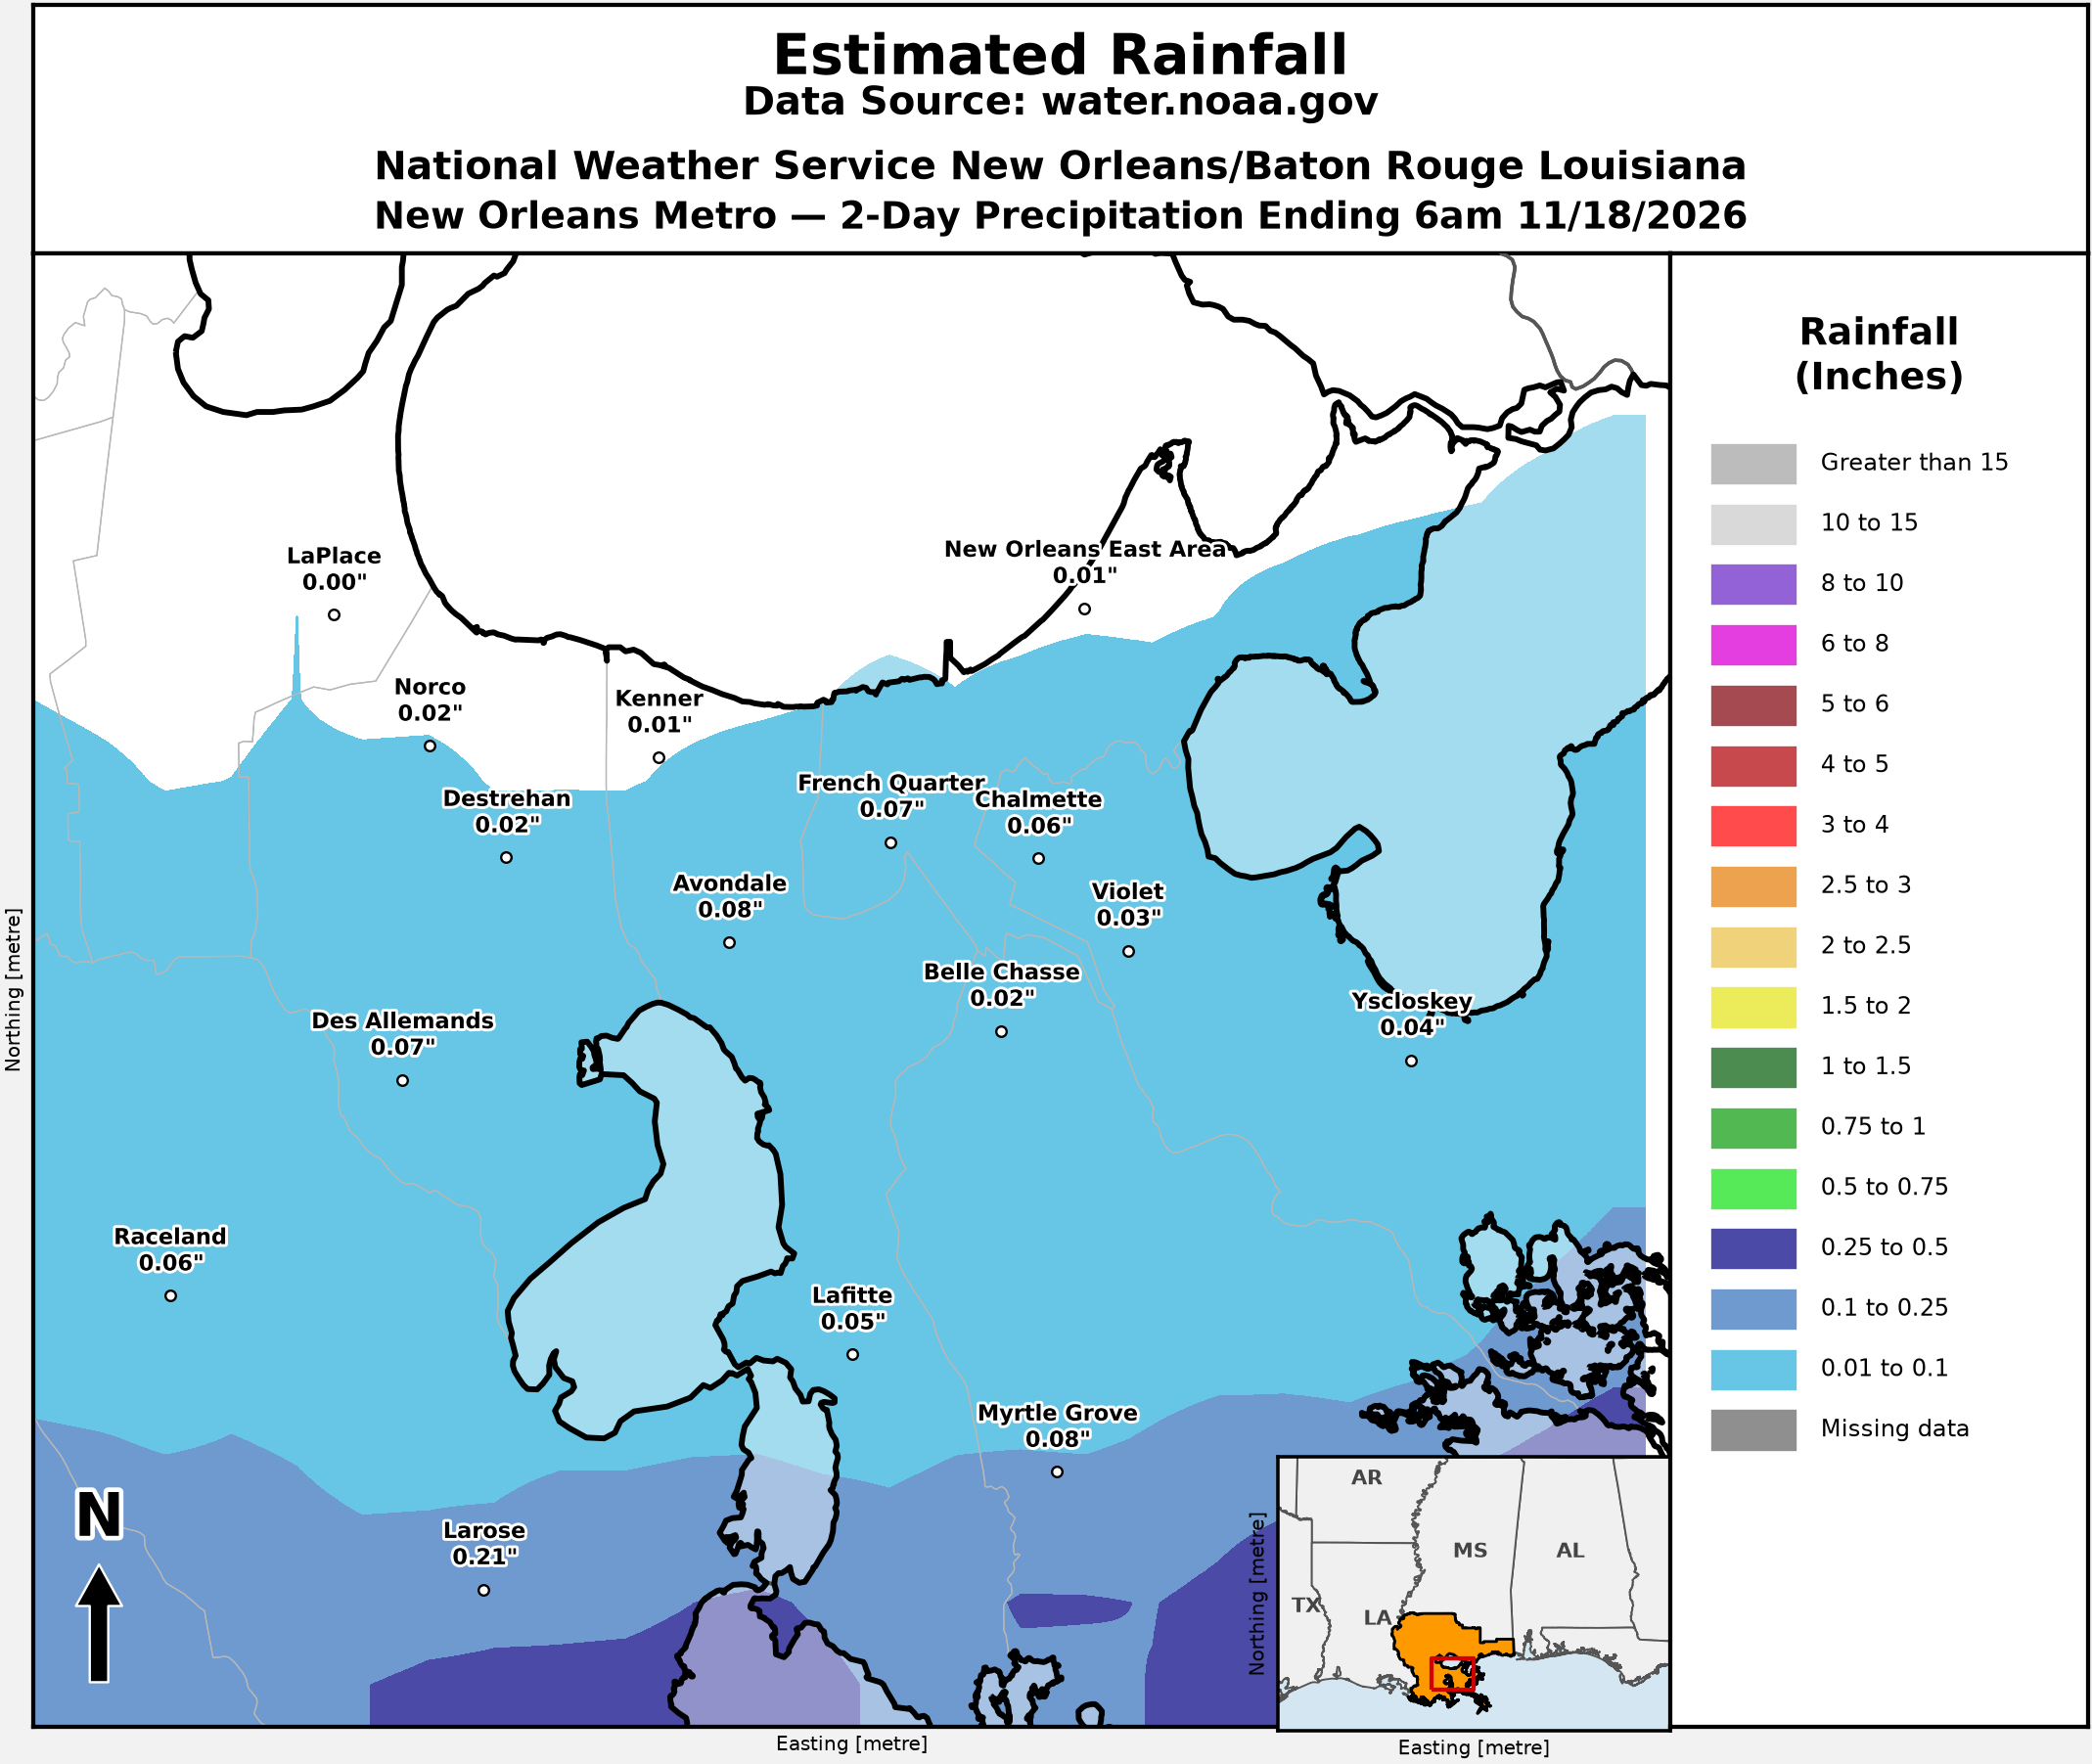 Estimated Rainfall
Data Source: water.noaa.gov
National Weather Service New Orleans/Baton Rouge Louisiana
New Orleans Metro — 2-Day Precipitation Ending 6am 11/18/2026
Rainfall
(Inches)
Greater than 15
10 to 15
8 to 10
6 to 8
5 to 6
4 to 5
3 to 4
2.5 to 3
2 to 2.5
1.5 to 2
1 to 1.5
0.75 to 1
0.5 to 0.75
0.25 to 0.5
0.1 to 0.25
0.01 to 0.1
Missing data
LaPlace
0.00"
New Orleans East Area
0.01"
Norco
0.02"
Kenner
0.01"
Destrehan
0.02"
French Quarter
0.07"
Chalmette
0.06"
Avondale
0.08"
Violet
0.03"
Belle Chasse
0.02"
Yscloskey
0.04"
Des Allemands
0.07"
Raceland
0.06"
Lafitte
0.05"
Myrtle Grove
0.08"
Larose
0.21"
N
AR
MS
AL
TX
LA
Northing [metre]
Northing [metre]
Easting [metre]
Easting [metre]